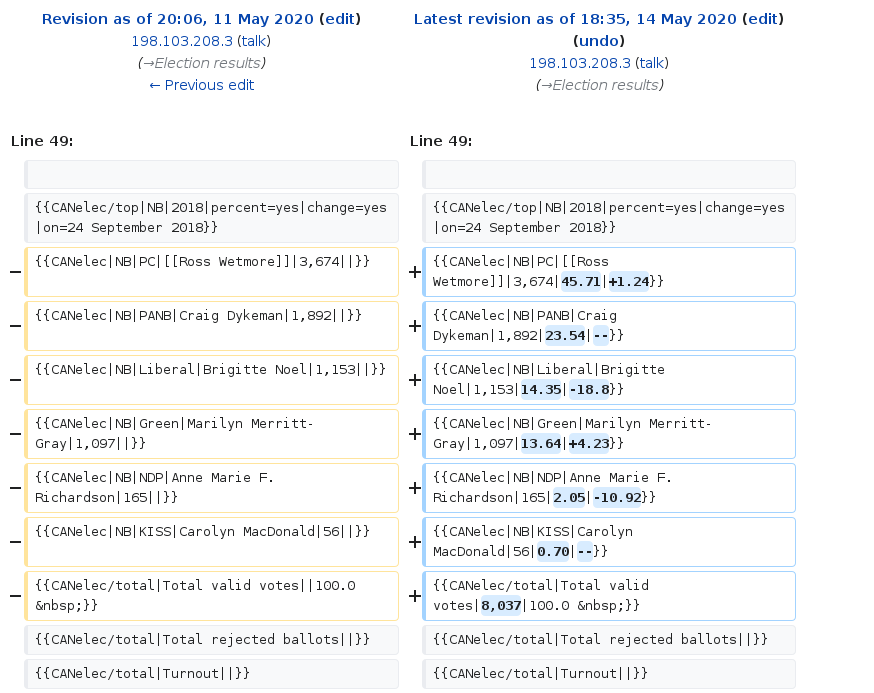 Revision as of 20:06, 11 May 2020 (edit)
198.103.208.3 (talk)
(→Election results)
← Previous edit
Latest revision as of 18:35, 14 May 2020 (edit)
(undo)
198.103.208.3 (talk)
(→Election results)
Line 49:
Line 49:
{{CANelec/top|NB|2018|percent=yes|change=yes
|on=24 September 2018}}
{{CANelec/top|NB|2018|percent=yes|change=yes
|on=24 September 2018}}
− {{CANelec|NB|PC|[[Ross Wetmore]]|3,674||}}
+ {{CANelec|NB|PC|[[Ross
Wetmore]]|3,674|45.71|+1.24}}
− {{CANelec|NB|PANB|Craig Dykeman|1,892||}}
+ {{CANelec|NB|PANB|Craig
Dykeman|1,892|23.54|--}}
− {{CANelec|NB|Liberal|Brigitte Noel|1,153||}}
+ {{CANelec|NB|Liberal|Brigitte
Noel|1,153|14.35|-18.8}}
− {{CANelec|NB|Green|Marilyn Merritt-
Gray|1,097||}}
+ {{CANelec|NB|Green|Marilyn Merritt-
Gray|1,097|13.64|+4.23}}
− {{CANelec|NB|NDP|Anne Marie F.
Richardson|165||}}
+ {{CANelec|NB|NDP|Anne Marie F.
Richardson|165|2.05|-10.92}}
− {{CANelec|NB|KISS|Carolyn MacDonald|56||}}
+ {{CANelec|NB|KISS|Carolyn
MacDonald|56|0.70|--}}
− {{CANelec/total|Total valid votes||100.0
&nbsp;}}
+ {{CANelec/total|Total valid
votes|8,037|100.0 &nbsp;}}
{{CANelec/total|Total rejected ballots||}}
{{CANelec/total|Total rejected ballots||}}
{{CANelec/total|Turnout||}}
{{CANelec/total|Turnout||}}